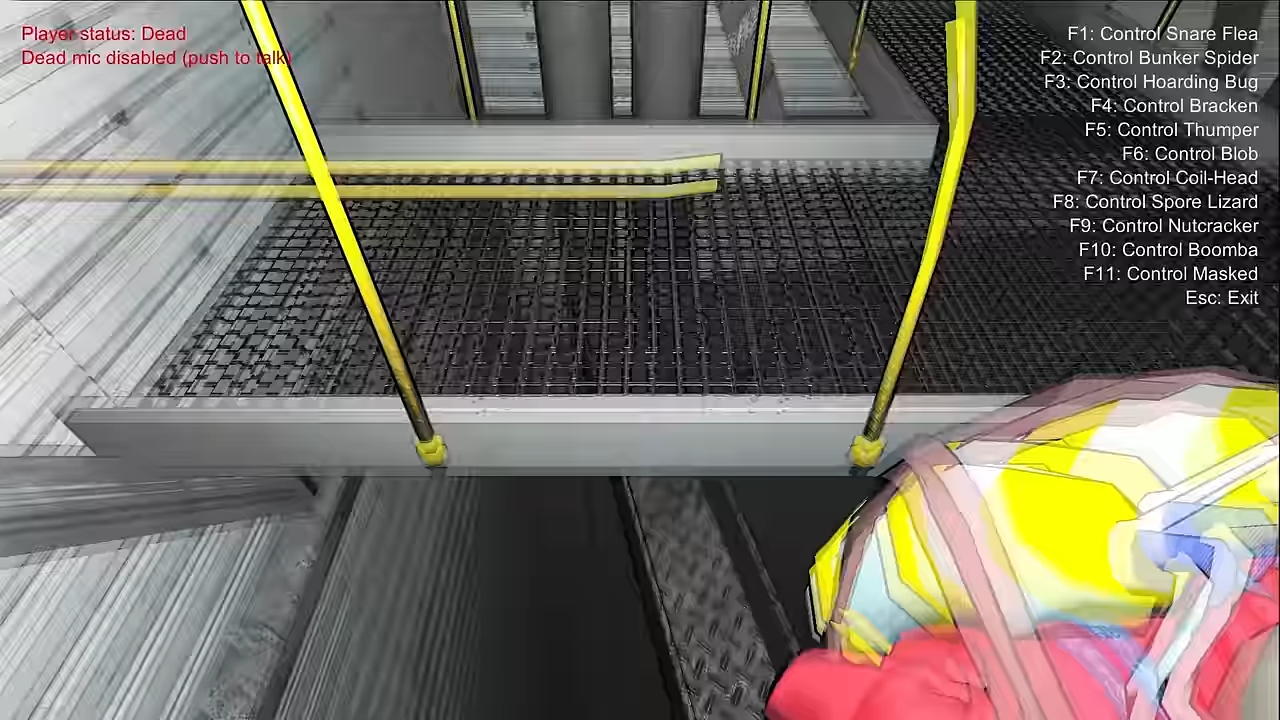 Player status: Dead
Dead mic disabled (push to talk)
F1: Control Snare Flea
F2: Control Bunker Spider
F3: Control Hoarding Bug
F4: Control Bracken
F5: Control Thumper
F6: Control Blob
F7: Control Coil-Head
F8: Control Spore Lizard
F9: Control Nutcracker
F10: Control Boomba
F11: Control Masked
Esc: Exit